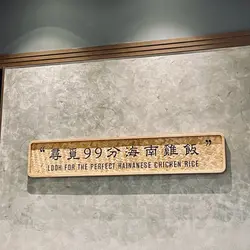 “尋覓99分海南雞飯”
LOOK FOR THE PERFECT HAINANESE CHICKEN RICE